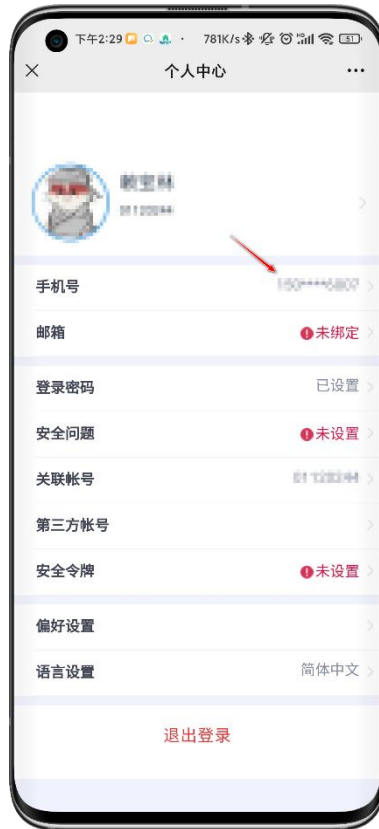 下午2:29 781K/s 51
个人中心
手机号
邮箱 未绑定
登录密码 已设置
安全问题 未设置
关联帐号
第三方帐号
安全令牌 未设置
偏好设置
语言设置 简体中文
退出登录